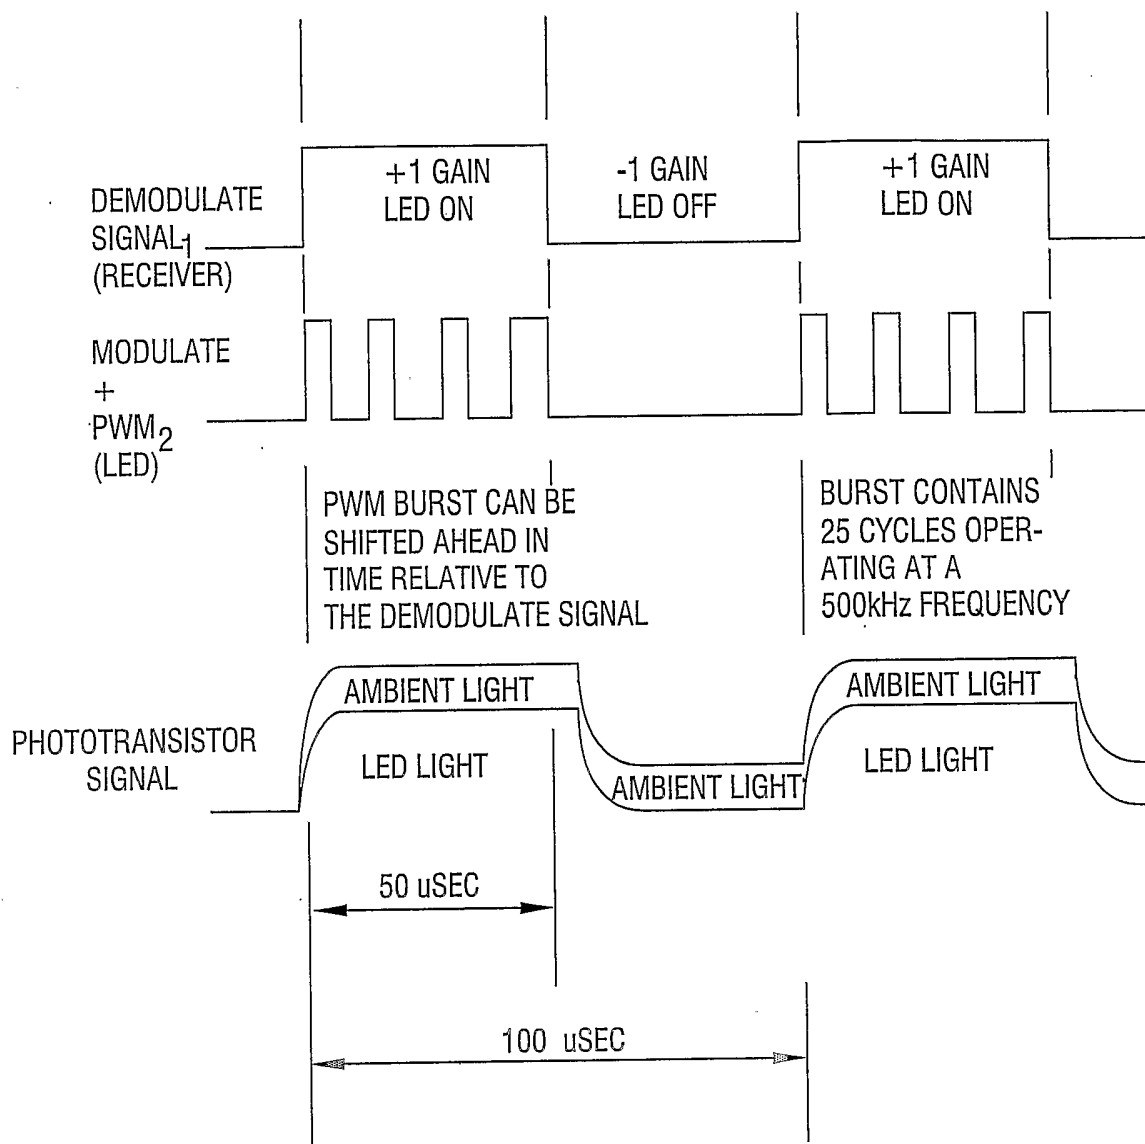 +1 GAIN
LED ON
-1 GAIN
LED OFF
+1 GAIN
LED ON
DEMODULATE
SIGNAL1
(RECEIVER)
MODULATE
+
PWM2
(LED)
PWM BURST CAN BE
SHIFTED AHEAD IN
TIME RELATIVE TO
THE DEMODULATE SIGNAL
BURST CONTAINS
25 CYCLES OPER-
ATING AT A
500kHz FREQUENCY
PHOTOTRANSISTOR
SIGNAL
AMBIENT LIGHT
LED LIGHT
AMBIENT LIGHT
AMBIENT LIGHT
LED LIGHT
50 uSEC
100 uSEC